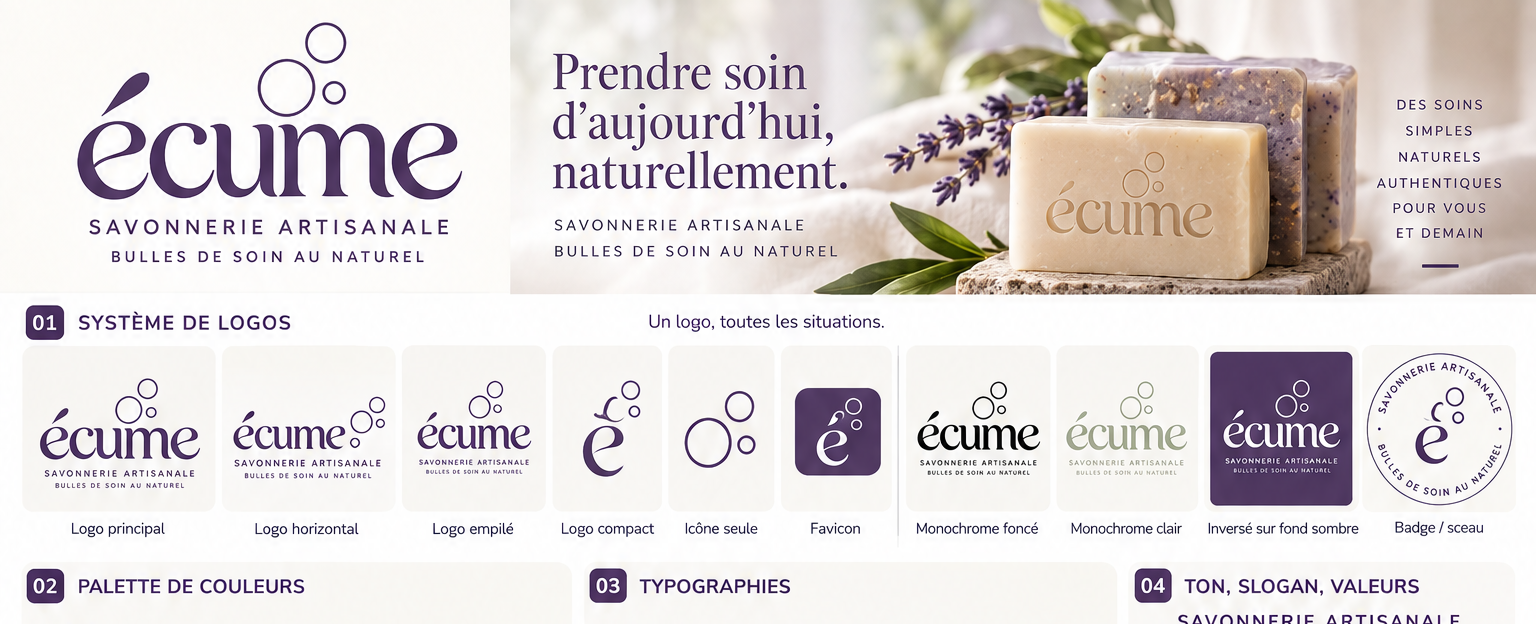 écume
SAVONNERIE ARTISANALE
BULLES DE SOIN AU NATUREL
Prendre soin
d’aujourd’hui,
naturellement.
SAVONNERIE ARTISANALE
BULLES DE SOIN AU NATUREL
écume
DES SOINS
SIMPLES
NATURELS
AUTHENTIQUES
POUR VOUS
ET DEMAIN
01 SYSTÈME DE LOGOS
Un logo, toutes les situations.
écume
SAVONNERIE ARTISANALE
BULLES DE SOIN AU NATUREL
Logo principal
écume
SAVONNERIE ARTISANALE
BULLES DE SOIN AU NATUREL
Logo horizontal
écume
SAVONNERIE ARTISANALE
BULLES DE SOIN AU NATUREL
Logo empilé
é
Logo compact
Icône seule
é
Favicon
écume
SAVONNERIE ARTISANALE
BULLES DE SOIN AU NATUREL
Monochrome foncé
écume
SAVONNERIE ARTISANALE
BULLES DE SOIN AU NATUREL
Monochrome clair
écume
SAVONNERIE ARTISANALE
BULLES DE SOIN AU NATUREL
Inversé sur fond sombre
SAVONNERIE ARTISANALE
é
BULLES DE SOIN AU NATUREL
Badge / sceau
02 PALETTE DE COULEURS
03 TYPOGRAPHIES
04 TON, SLOGAN, VALEURS
SAVONNERIE ARTISANALE